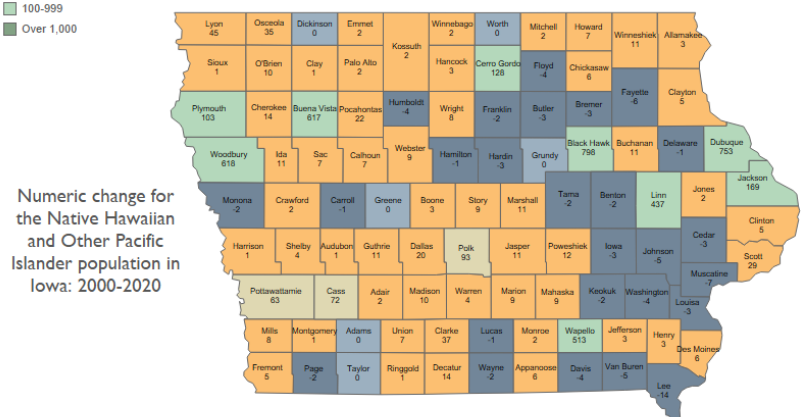 100-999
Over 1,000
Numeric change for
the Native Hawaiian
and Other Pacific
Islander population in
Iowa: 2000-2020
Lyon
45
Osceola
35
Dickinson
0
Emmet
2
Kossuth
2
Winnebago
2
Worth
0
Mitchell
2
Howard
7
Winneshiek
11
Allamakee
3
Sioux
1
O'Brien
10
Clay
1
Palo Alto
2
Hancock
3
Cerro Gordo
128
Floyd
-4
Chickasaw
6
Fayette
-6
Clayton
5
Plymouth
103
Cherokee
14
Buena Vista
617
Pocahontas
22
Humboldt
-4
Wright
8
Franklin
-2
Butler
-3
Bremer
-3
Woodbury
618
Ida
11
Sac
7
Calhoun
7
Webster
9
Hamilton
-1
Hardin
-3
Grundy
0
Black Hawk
798
Buchanan
11
Delaware
-1
Dubuque
753
Jackson
169
Monona
-2
Crawford
2
Carroll
-1
Greene
0
Boone
3
Story
9
Marshall
11
Tama
-2
Benton
-2
Linn
437
Jones
2
Clinton
5
Cedar
-3
Harrison
1
Shelby
4
Audubon
1
Guthrie
11
Dallas
20
Polk
93
Jasper
11
Poweshiek
12
Iowa
-3
Johnson
-5
Scott
29
Muscatine
-7
Pottawattamie
63
Cass
72
Adair
2
Madison
10
Warren
4
Marion
9
Mahaska
9
Keokuk
-2
Washington
-4
Louisa
-3
Mills
8
Montgomery
1
Adams
0
Union
7
Clarke
37
Lucas
-1
Monroe
2
Wapello
513
Jefferson
3
Henry
3
Des Moines
6
Fremont
5
Page
-2
Taylor
0
Ringgold
1
Decatur
14
Wayne
-2
Appanoose
6
Davis
-4
Van Buren
-5
Lee
-14